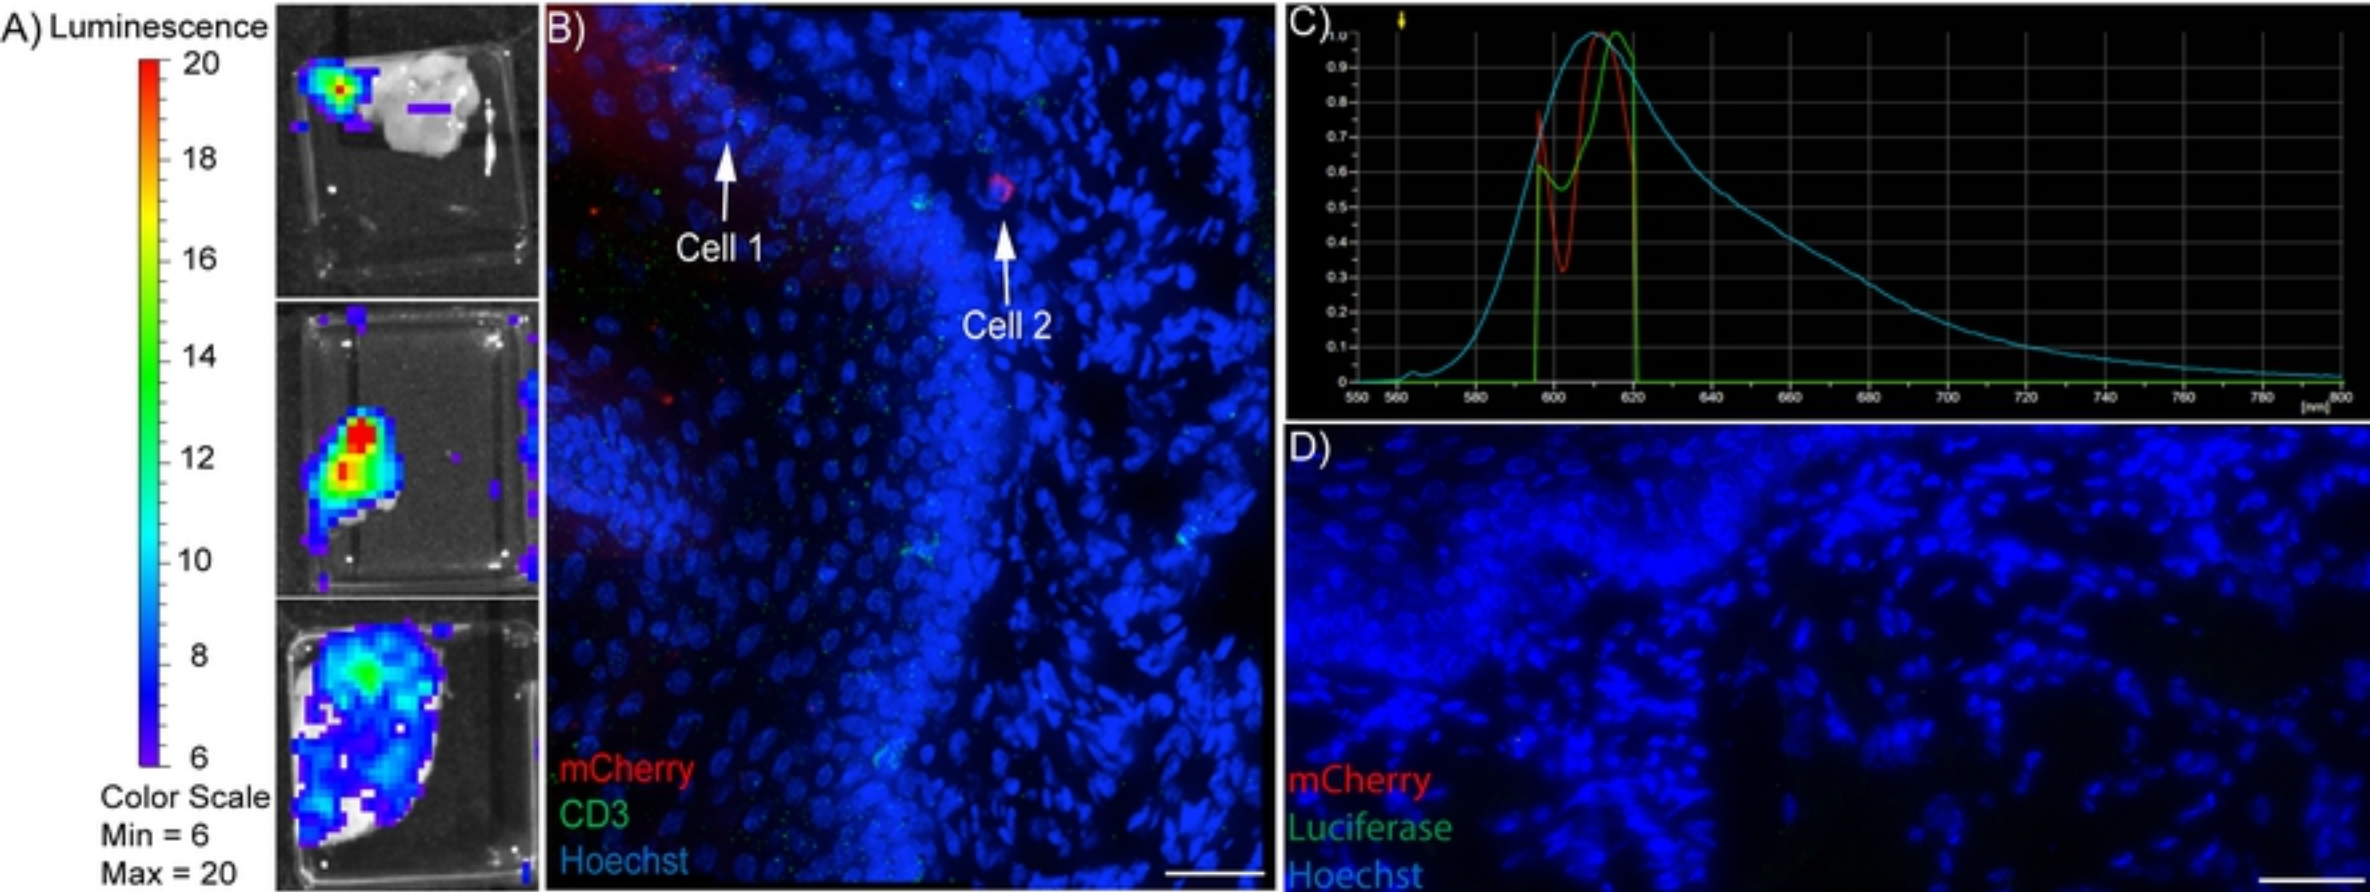 A) Luminescence
20
18
16
14
12
10
8
6
Color Scale
Min = 6
Max = 20
B)
Cell 1
Cell 2
mCherry
CD3
Hoechst
C)
1.0
0.9
0.8
0.7
0.6
0.5
0.4
0.3
0.2
0.1
0
550 560 580 600 620 640 660 680 700 720 740 760 780 800
[nm]
D)
mCherry
Luciferase
Hoechst